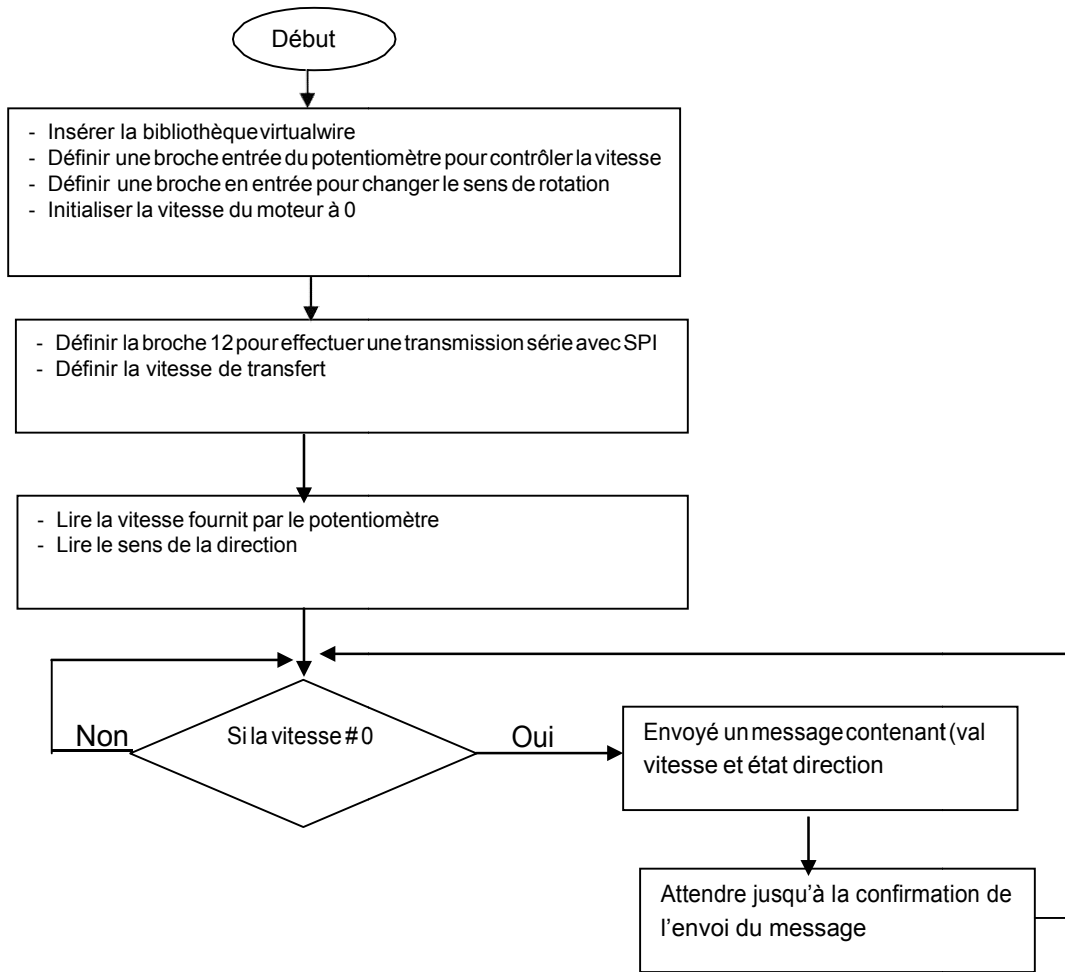 Début
- Insérer la bibliothèque virtualwire
- Définir une broche entrée du potentiomètre pour contrôler la vitesse
- Définir une broche en entrée pour changer le sens de rotation
- Initialiser la vitesse du moteur à 0
- Définir la broche 12 pour effectuer une transmission série avec SPI
- Définir la vitesse de transfert
- Lire la vitesse fournit par le potentiomètre
- Lire le sens de la direction
Non
Si la vitesse # 0
Oui
Envoyé un message contenant (val
vitesse et état direction
Attendre jusqu'à la confirmation de
l'envoi du message